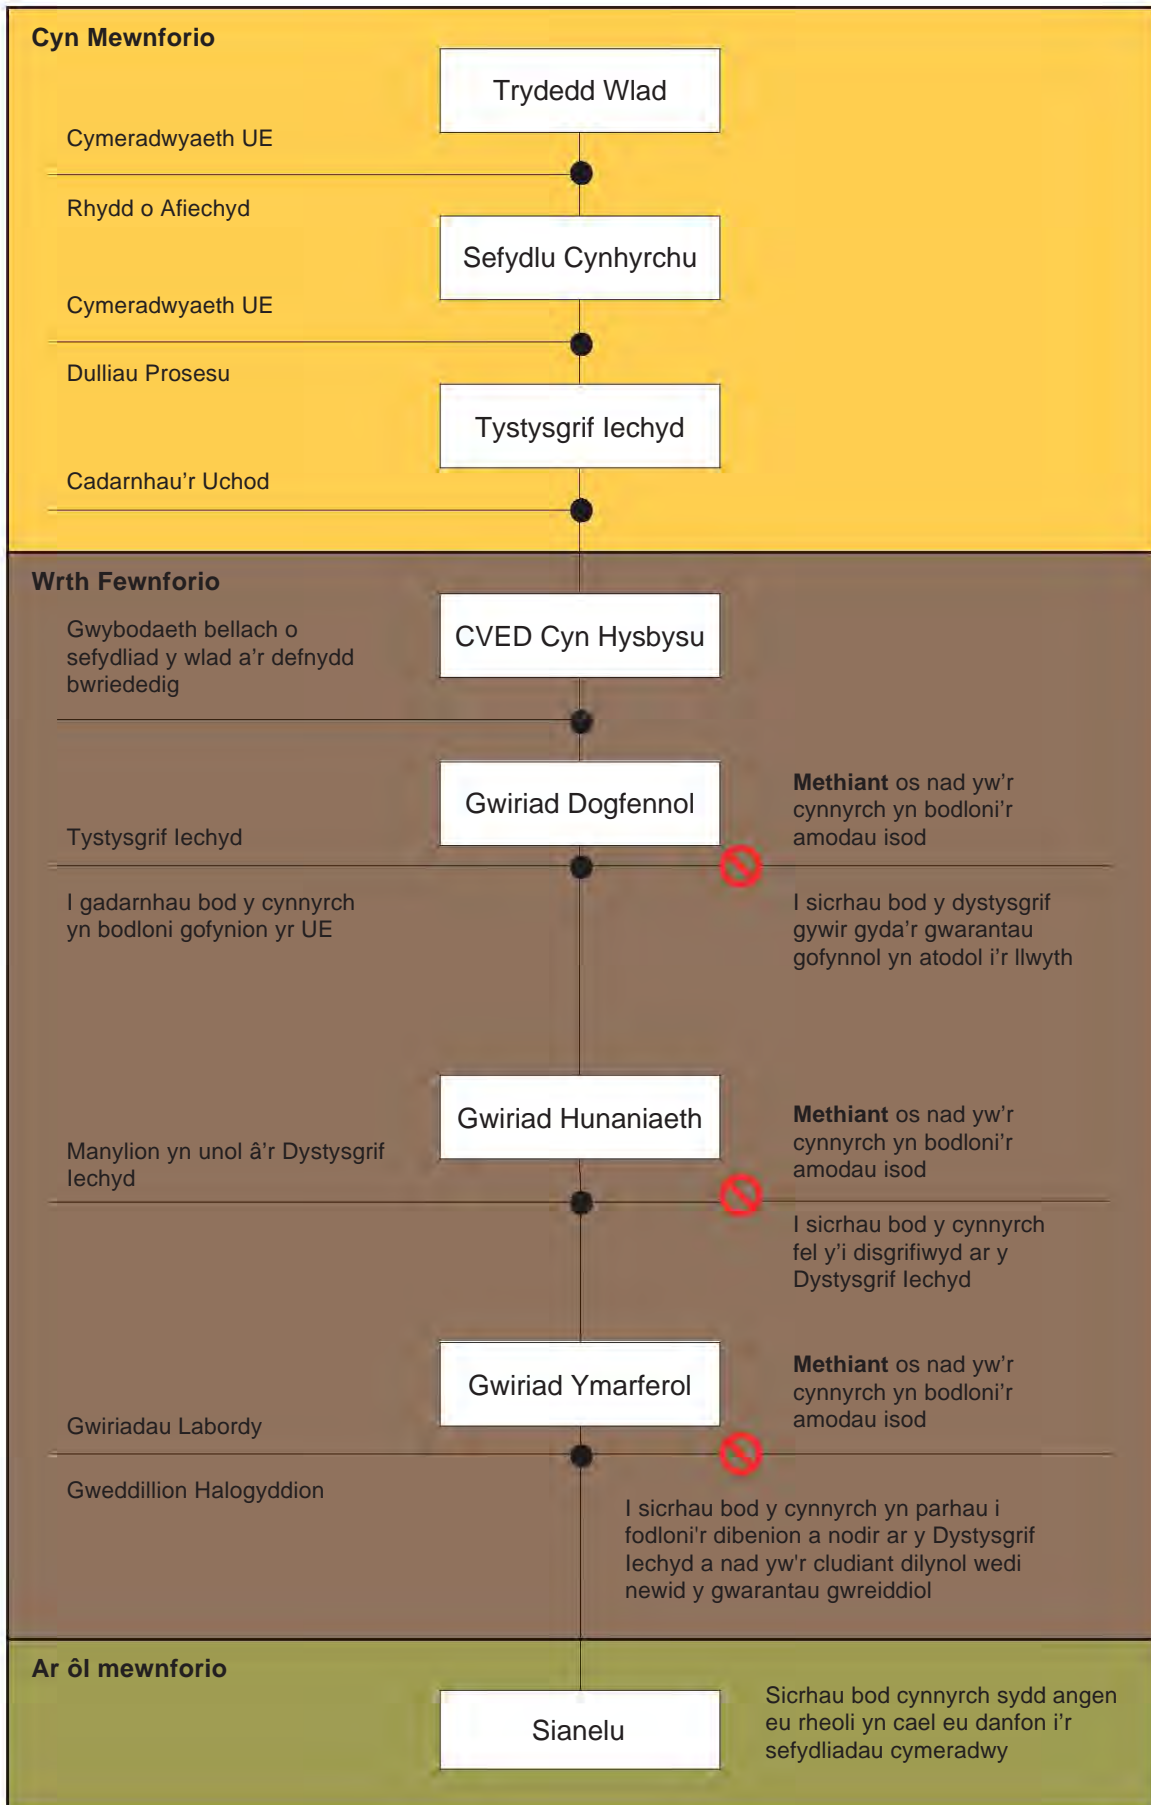 Cyn Mewnforio
Trydedd Wlad
Cymeradwyaeth UE
Rhydd o Afiechyd
Sefydlu Cynhyrchu
Cymeradwyaeth UE
Dulliau Prosesu
Tystysgrif Iechyd
Cadarnhau’r Uchod
Wrth Fewnforio
CVED Cyn Hysbysu
Gwybodaeth bellach o
sefydliad y wlad a’r defnydd
bwriededig
Gwiriad Dogfennol
Methiant os nad yw’r
cynnyrch yn bodloni’r
amodau isod
Tystysgrif Iechyd
I gadarnhau bod y cynnyrch
yn bodloni gofynion yr UE
I sicrhau bod y dystysgrif
gywir gyda’r gwarantau
gofynnol yn atodol i’r llwyth
Gwiriad Hunaniaeth
Methiant os nad yw’r
cynnyrch yn bodloni’r
amodau isod
Manylion yn unol â’r Dystysgrif
Iechyd
I sicrhau bod y cynnyrch
fel y’i disgrifiwyd ar y
Dystysgrif Iechyd
Gwiriad Ymarferol
Methiant os nad yw’r
cynnyrch yn bodloni’r
amodau isod
Gwiriadau Labordy
Gweddillion Halogyddion
I sicrhau bod y cynnyrch yn parhau i
fodloni'r dibenion a nodir ar y Dystysgrif
Iechyd a nad yw'r cludiant dilynol wedi
newid y gwarantau gwreiddiol
Ar ôl mewnforio
Sianelu
Sicrhau bod cynnyrch sydd angen
eu rheoli yn cael eu danfon i’r
sefydliadau cymeradwy